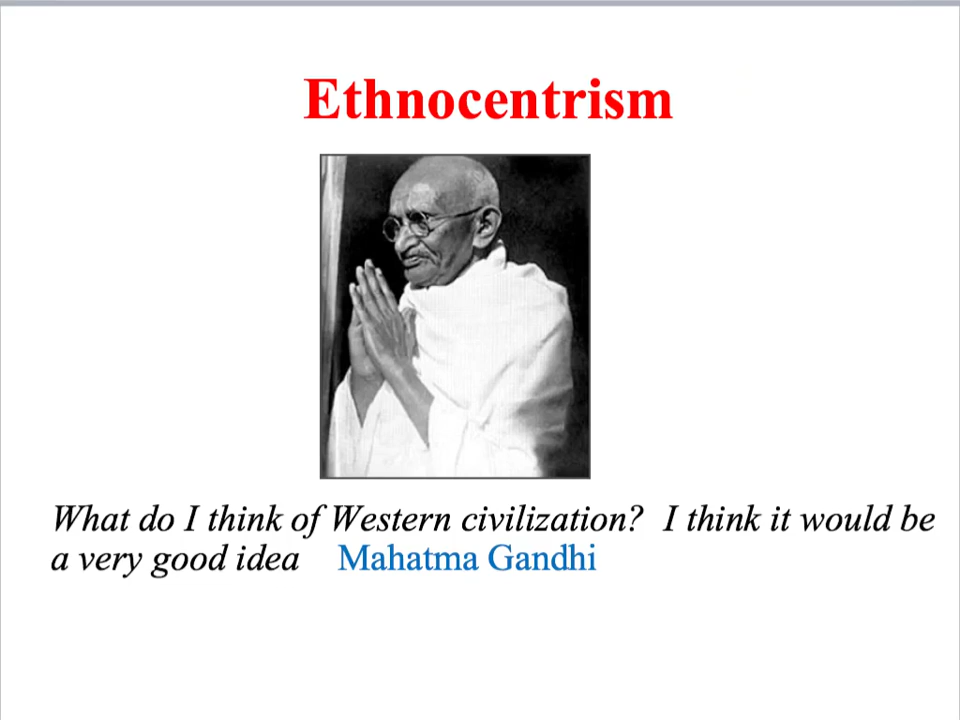 Ethnocentrism
What do I think of Western civilization?  I think it would be
a very good idea    Mahatma Gandhi